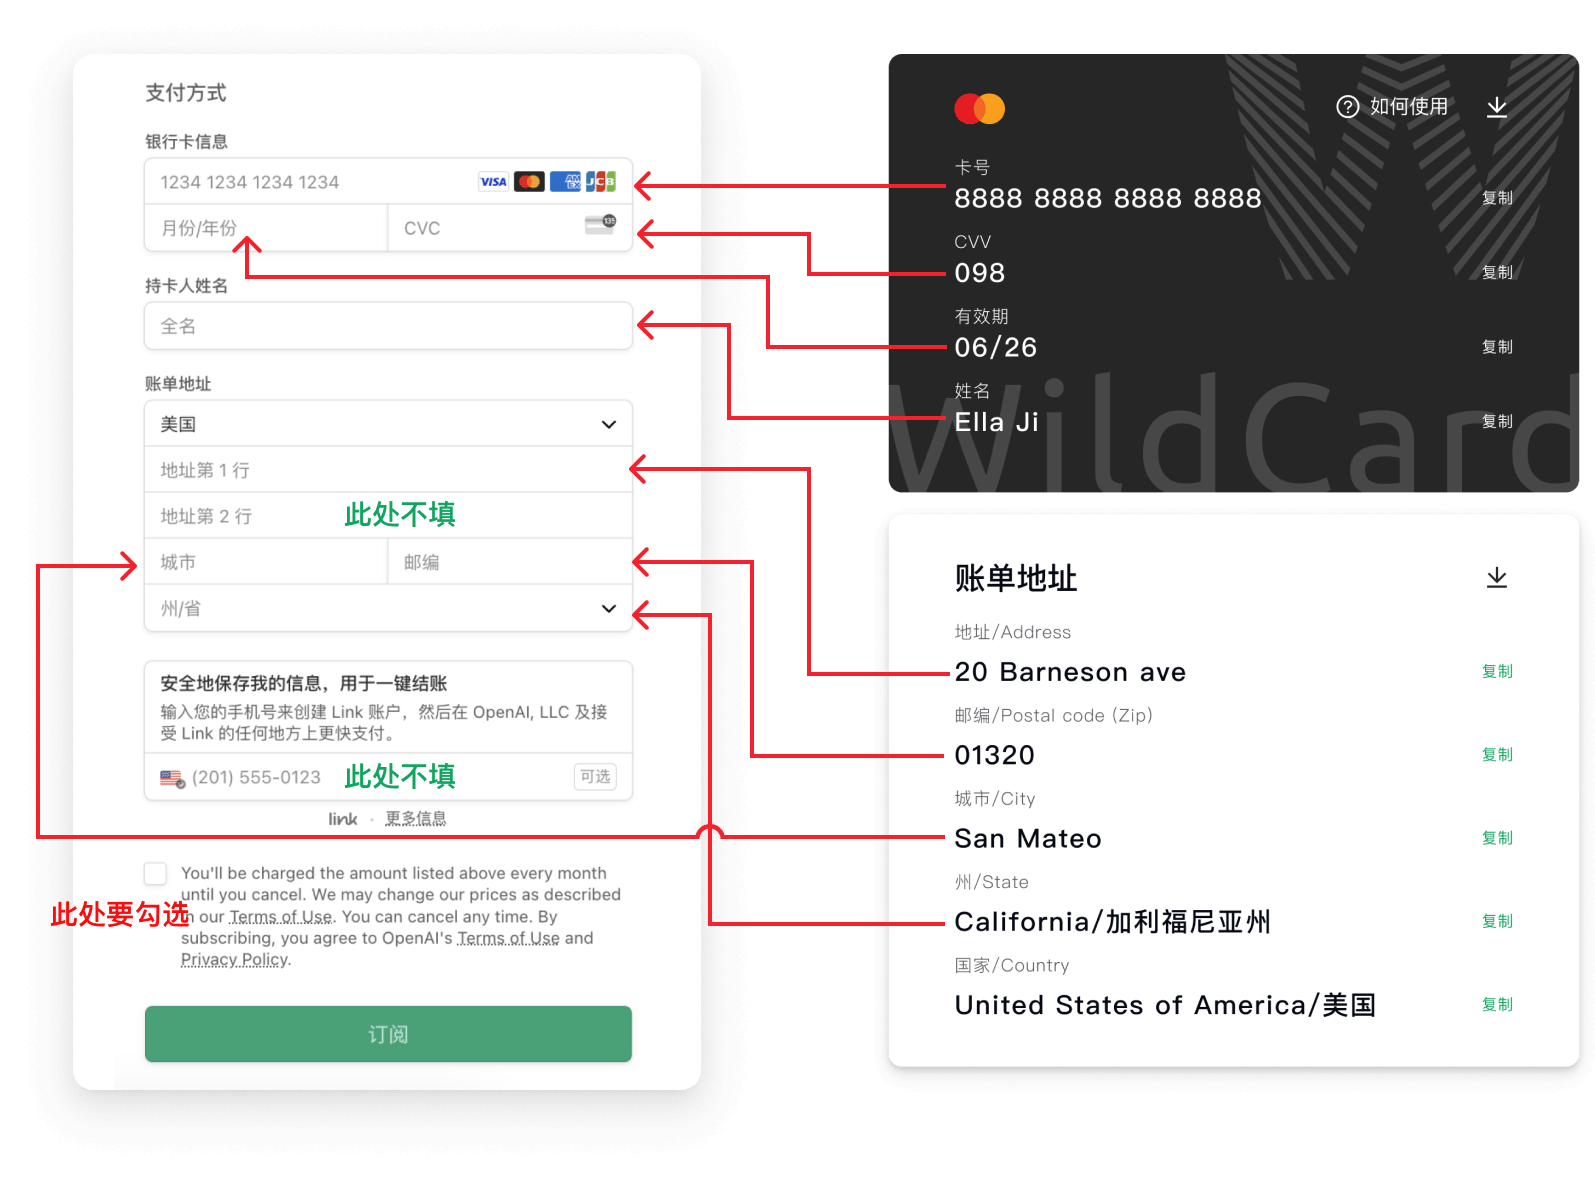 支付方式
银行卡信息
1234 1234 1234 1234
VISA
AM
EX
JCB
月份/年份
CVC
135
持卡人姓名
全名
账单地址
美国
地址第 1 行
地址第 2 行
此处不填
城市
邮编
州/省
安全地保存我的信息，用于一键结账
输入您的手机号来创建 Link 账户，然后在 OpenAI, LLC 及接
受 Link 的任何地方上更快支付。
(201) 555-0123
此处不填
可选
link · 更多信息
You'll be charged the amount listed above every month
until you cancel. We may change our prices as described
in our Terms of Use. You can cancel any time. By
subscribing, you agree to OpenAI's Terms of Use and
Privacy Policy.
此处要勾选
订阅
? 如何使用
卡号
8888 8888 8888 8888
复制
CVV
098
复制
有效期
06/26
复制
姓名
Ella Ji
复制
WildCard
账单地址
地址/Address
20 Barneson ave
复制
邮编/Postal code (Zip)
01320
复制
城市/City
San Mateo
复制
州/State
California/加利福尼亚州
复制
国家/Country
United States of America/美国
复制